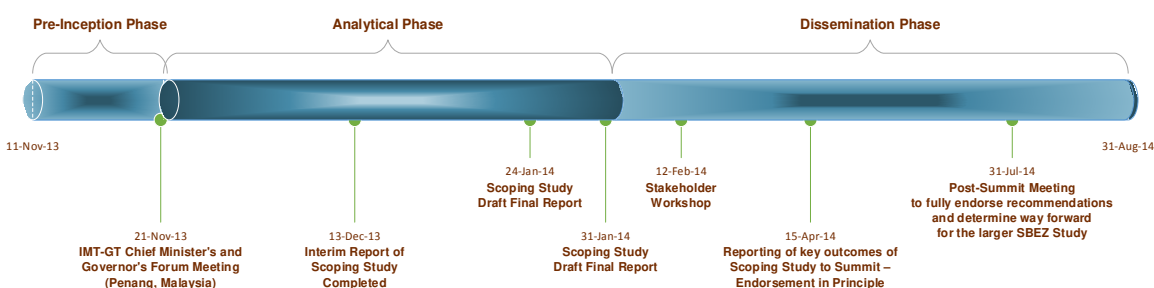 Pre-Inception Phase
Analytical Phase
Dissemination Phase
11-Nov-13
31-Aug-14
24-Jan-14
Scoping Study
Draft Final Report
12-Feb-14
Stakeholder
Workshop
31-Jul-14
Post-Summit Meeting
to fully endorse recommendations
and determine way forward
for the larger SBEZ Study
21-Nov-13
IMT-GT Chief Minister's and
Governor's Forum Meeting
(Penang, Malaysia)
13-Dec-13
Interim Report of
Scoping Study
Completed
31-Jan-14
Scoping Study
Draft Final Report
15-Apr-14
Reporting of key outcomes of
Scoping Study to Summit –
Endorsement in Principle